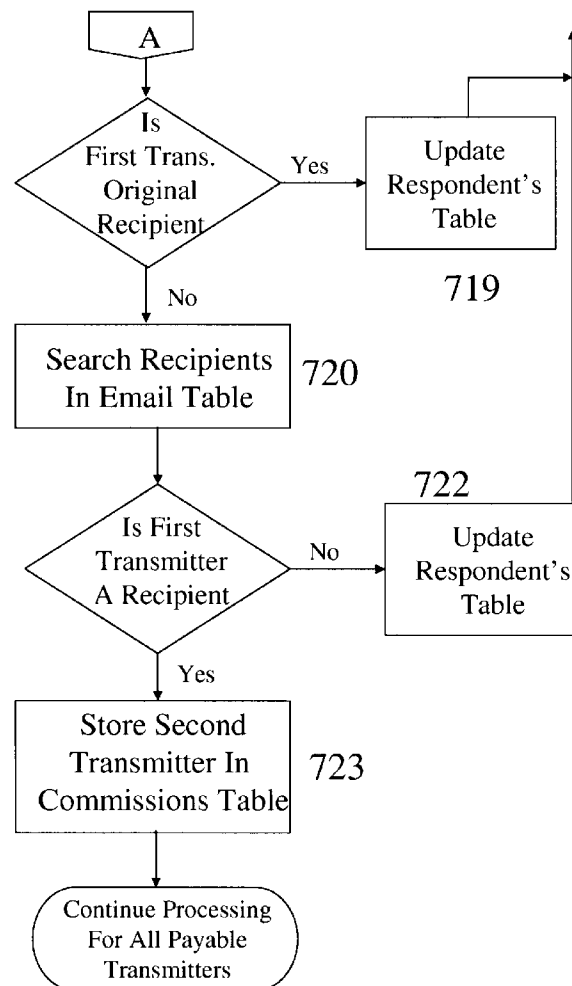 A
Is
First Trans.
Original
Recipient
Yes
Update
Respondent's
Table
719
No
Search Recipients
In Email Table
720
Is First
Transmitter
A Recipient
No
722
Update
Respondent's
Table
Yes
Store Second
Transmitter In
Commissions Table
723
Continue Processing
For All Payable
Transmitters